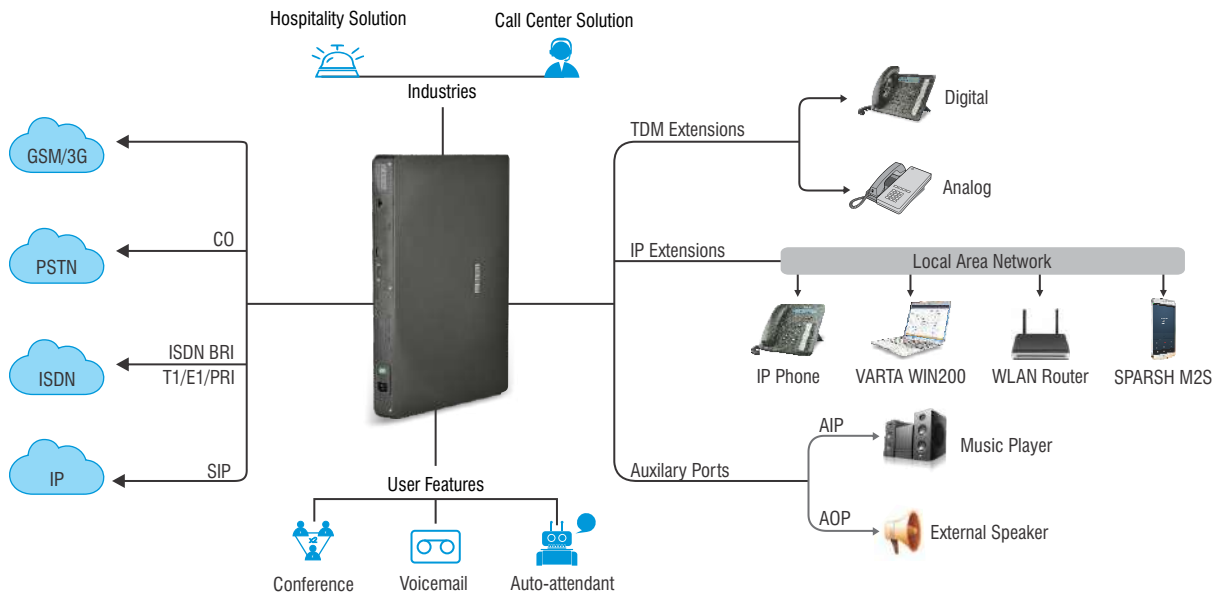 Hospitality Solution
Call Center Solution
Industries
GSM/3G
CO
PSTN
ISDN BRI
T1/E1/PRI
ISDN
SIP
IP
TDM Extensions
Digital
Analog
IP Extensions
Local Area Network
IP Phone
VARTA WIN200
WLAN Router
SPARSH M2S
Auxilary Ports
AIP
Music Player
AOP
External Speaker
User Features
x2
Conference
Voicemail
Auto-attendant